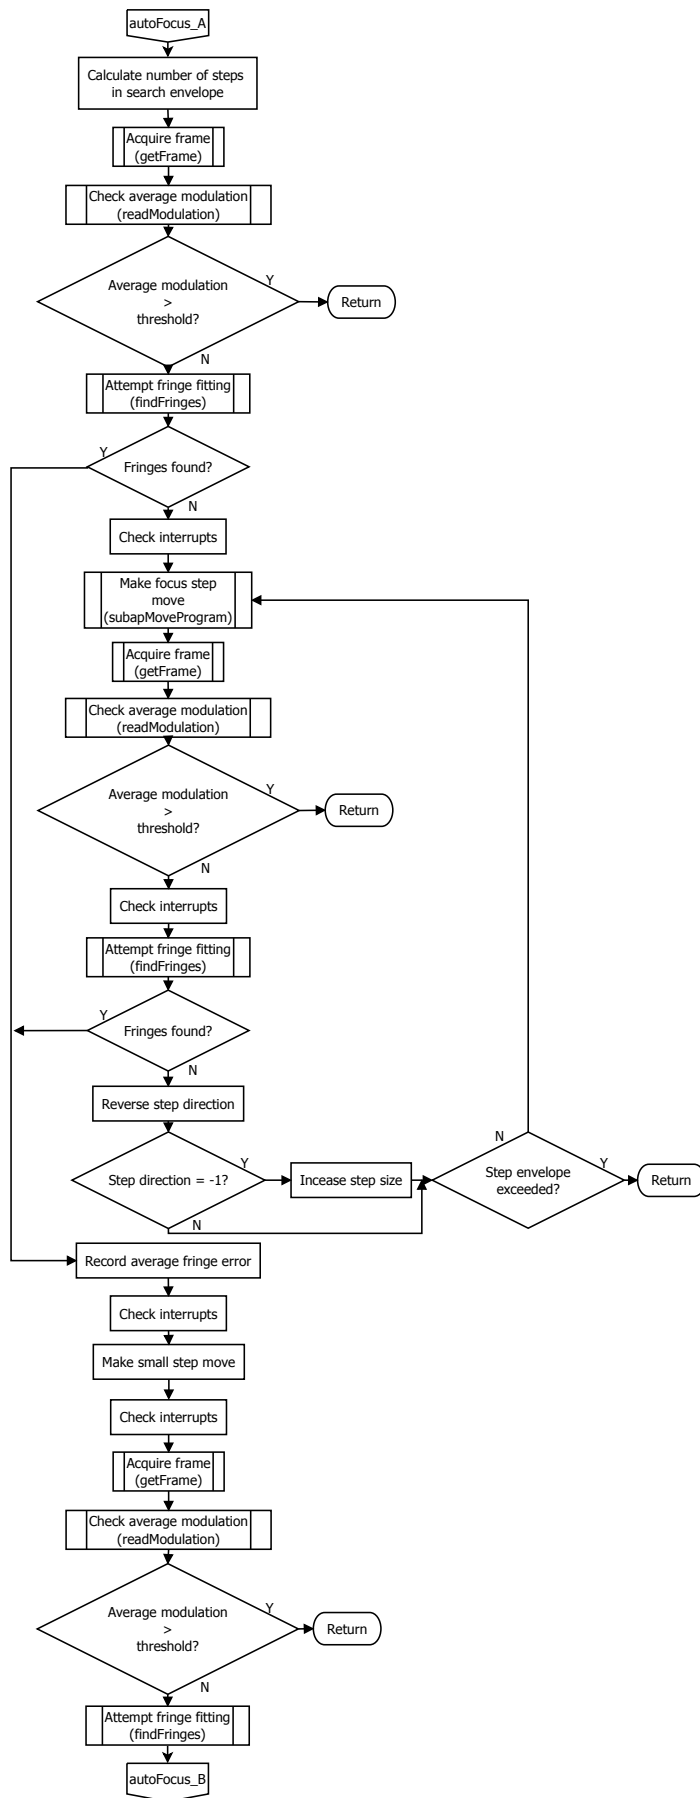 autoFocus_A
Calculate number of steps
in search envelope
Acquire frame
(getFrame)
Check average modulation
(readModulation)
Average modulation
>
threshold?
Y
Return
N
Attempt fringe fitting
(findFringes)
Y
Fringes found?
N
Check interrupts
Make focus step
move
(subapMoveProgram)
Acquire frame
(getFrame)
Check average modulation
(readModulation)
Average modulation
>
threshold?
Y
Return
N
Check interrupts
Attempt fringe fitting
(findFringes)
Y
Fringes found?
N
Reverse step direction
Step direction = -1?
Y
N
Incease step size
N
Step envelope
exceeded?
Y
Return
Record average fringe error
Check interrupts
Make small step move
Check interrupts
Acquire frame
(getFrame)
Check average modulation
(readModulation)
Average modulation
>
threshold?
Y
Return
N
Attempt fringe fitting
(findFringes)
autoFocus_B